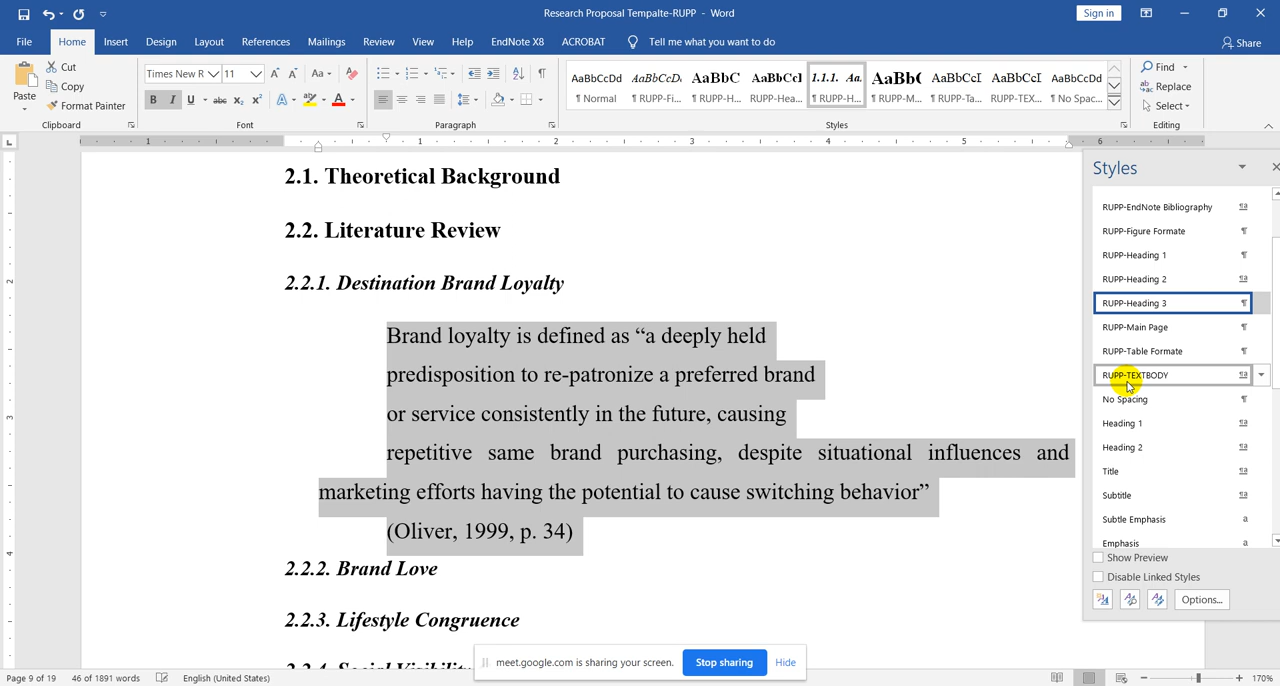 Research Proposal Tempalte-RUPP - Word
Sign in
File Home Insert Design Layout References Mailings Review View Help EndNote X8 ACROBAT Tell me what you want to do Share
Paste
Cut
Copy
Format Painter
Clipboard
Times New R 11
Font
Paragraph
AaBbCcDd AaBbCcD. AaBbC AaBbCcI 1.1.1. Aa. AaBb( AaBbCcI AaBbCcI AaBbCcDd
¶ Normal ¶ RUPP-Fi... ¶ RUPP-H... RUPP-Hea... ¶ RUPP-H... ¶ RUPP-M... ¶ RUPP-Ta... ¶ RUPP-TEX... ¶ No Spac...
Styles
Find
Replace
Select
Editing
2.1. Theoretical Background
2.2. Literature Review
2.2.1. Destination Brand Loyalty
Brand loyalty is defined as “a deeply held
predisposition to re-patronize a preferred brand
or service consistently in the future, causing
repetitive same brand purchasing, despite situational influences and
marketing efforts having the potential to cause switching behavior”
(Oliver, 1999, p. 34)
2.2.2. Brand Love
2.2.3. Lifestyle Congruence
2.2.4. Social Visibility
Styles
RUPP-EndNote Bibliography
RUPP-Figure Formate
RUPP-Heading 1
RUPP-Heading 2
RUPP-Heading 3
RUPP-Main Page
RUPP-Table Formate
RUPP-TEXTBODY
No Spacing
Heading 1
Heading 2
Title
Subtitle
Subtle Emphasis
Emphasis
Show Preview
Disable Linked Styles
Options...
meet.google.com is sharing your screen. Stop sharing Hide
Page 9 of 19 46 of 1891 words English (United States) 170%